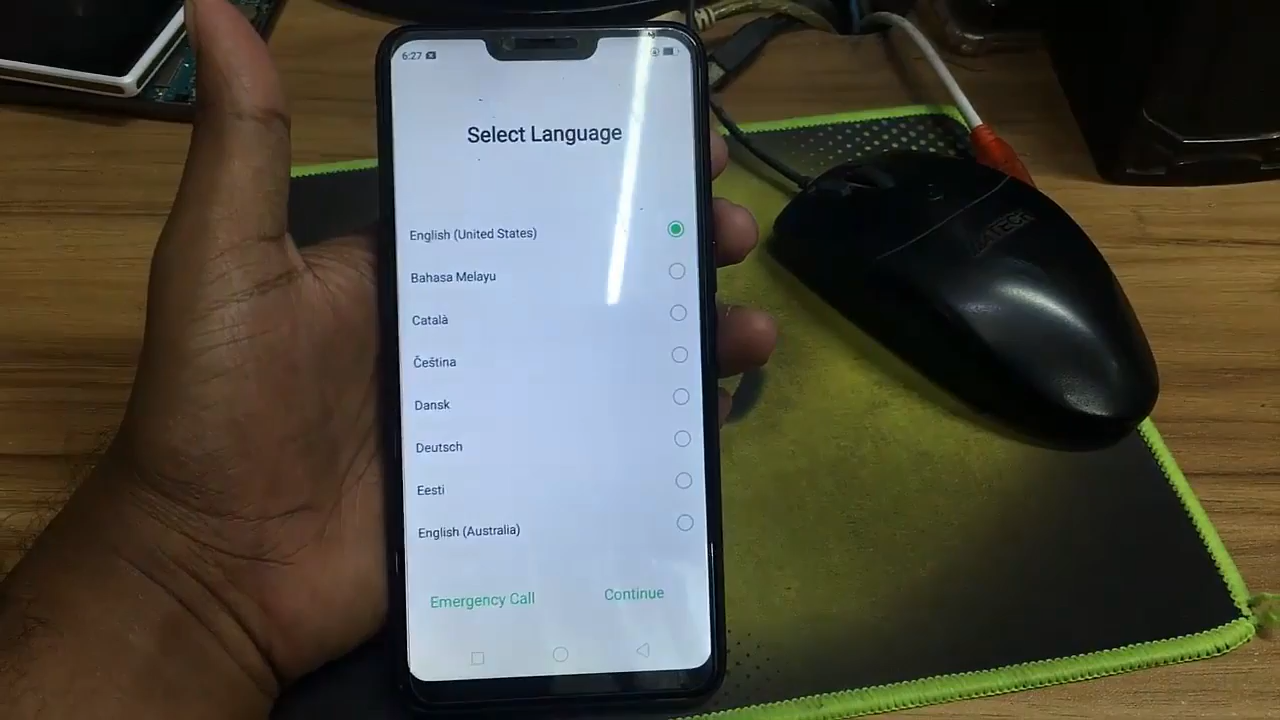 6:27
Select Language
English (United States)
Bahasa Melayu
Català
Čeština
Dansk
Deutsch
Eesti
English (Australia)
Emergency Call
Continue